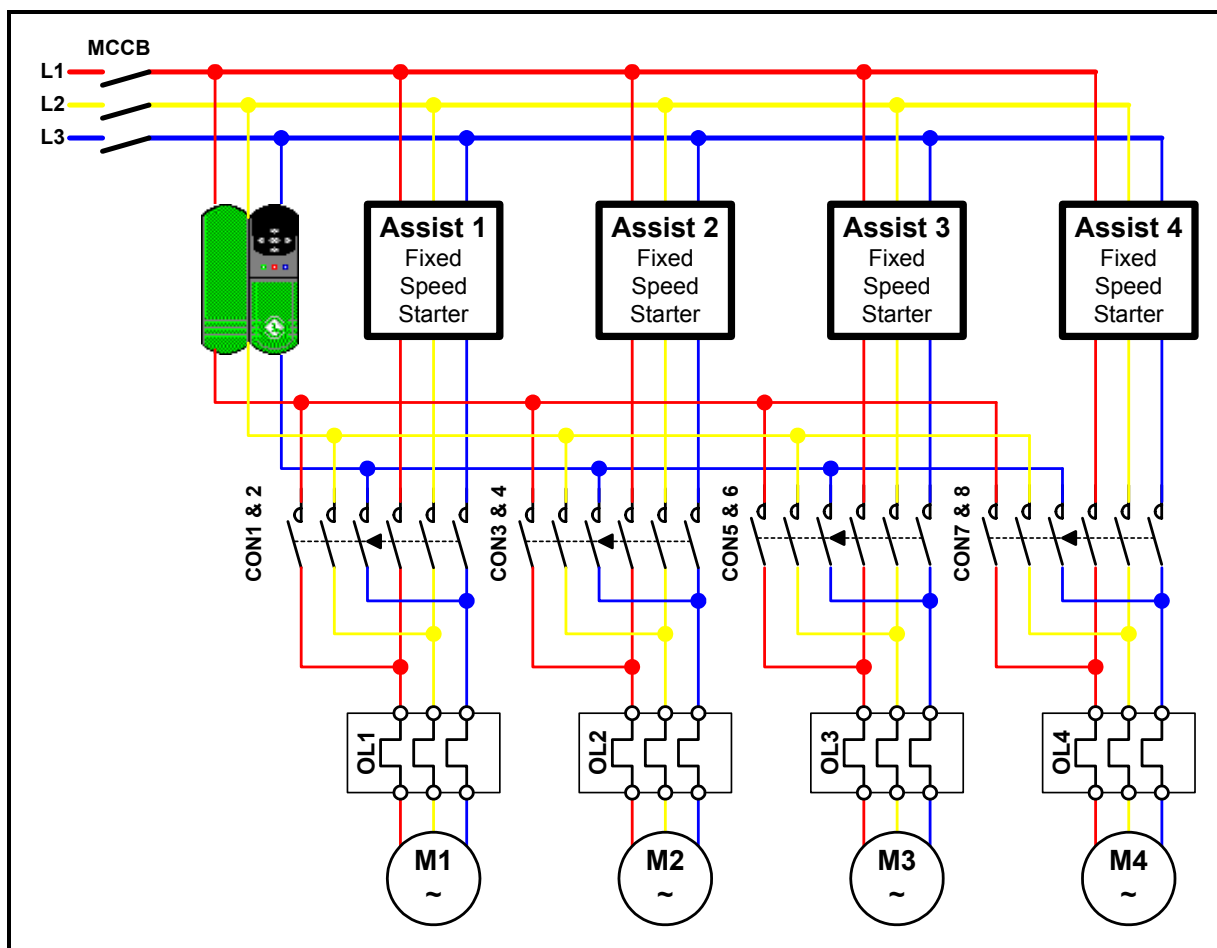 MCCB
L1
L2
L3
Assist 1
Fixed
Speed
Starter
Assist 2
Fixed
Speed
Starter
Assist 3
Fixed
Speed
Starter
Assist 4
Fixed
Speed
Starter
CON1 & 2
CON3 & 4
CON5 & 6
CON7 & 8
OL1
OL2
OL3
OL4
M1
~
M2
~
M3
~
M4
~